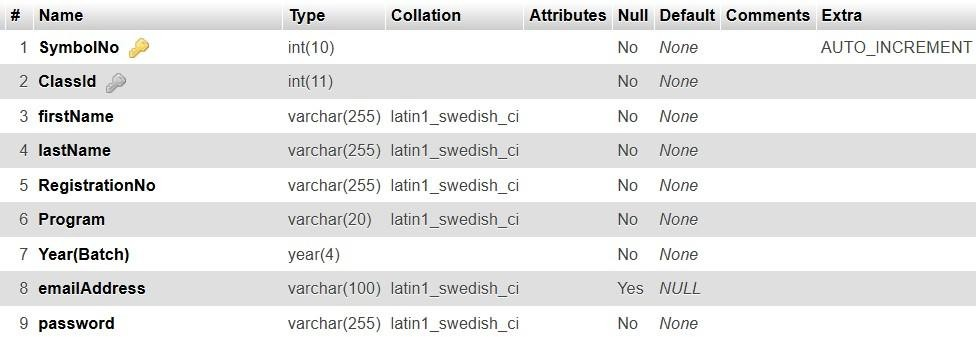 # Name Type Collation Attributes Null Default Comments Extra
1 SymbolNo int(10) No None AUTO_INCREMENT
2 ClassId int(11) No None
3 firstName varchar(255) latin1_swedish_ci No None
4 lastName varchar(255) latin1_swedish_ci No None
5 RegistrationNo varchar(255) latin1_swedish_ci No None
6 Program varchar(20) latin1_swedish_ci No None
7 Year(Batch) year(4) No None
8 emailAddress varchar(100) latin1_swedish_ci Yes NULL
9 password varchar(255) latin1_swedish_ci No None